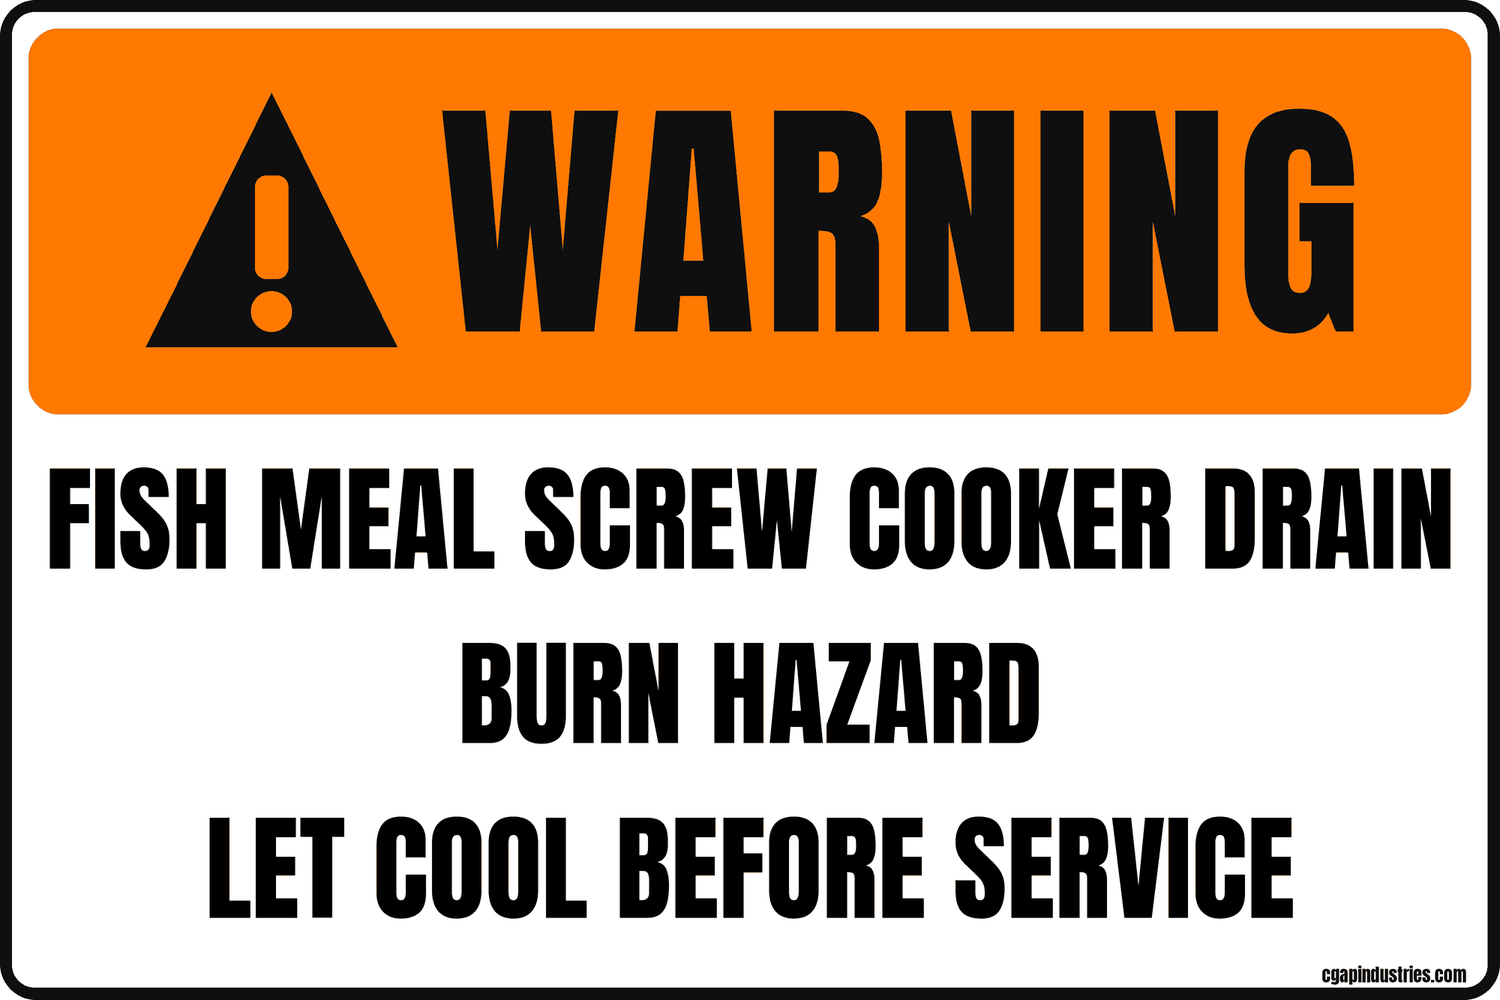 WARNING
FISH MEAL SCREW COOKER DRAIN
BURN HAZARD
LET COOL BEFORE SERVICE
cgapindustries.com